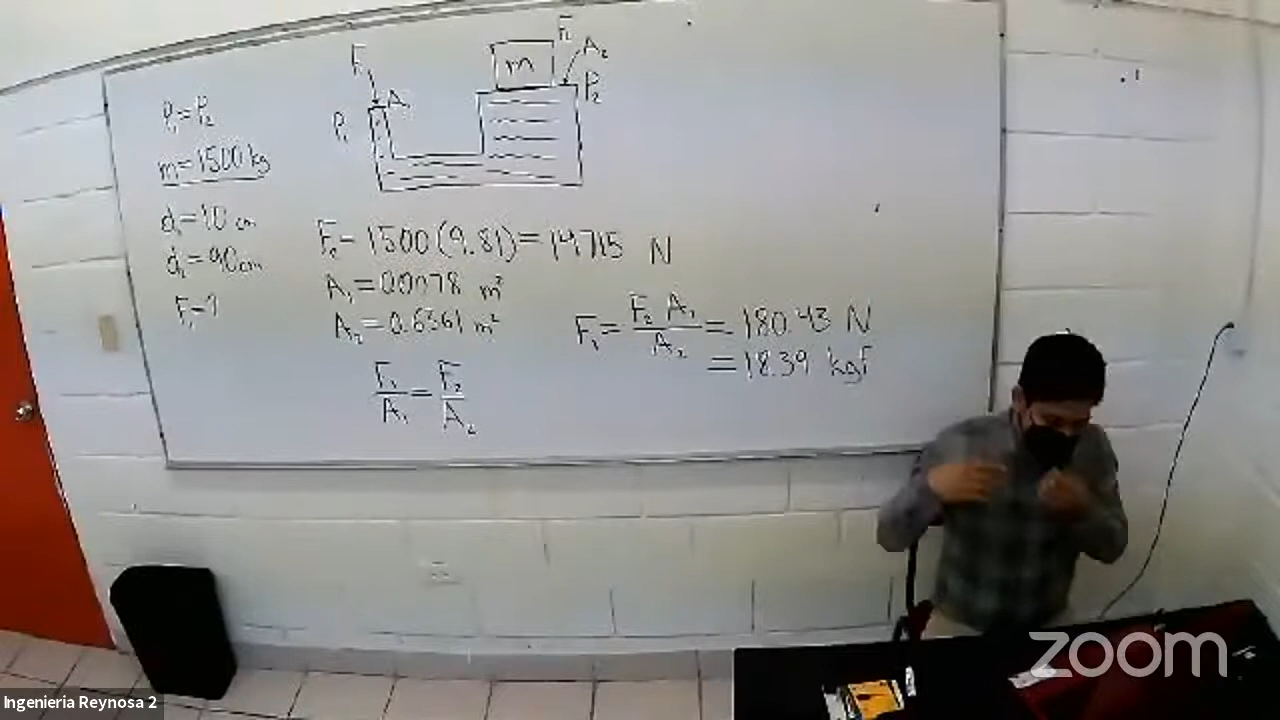 F₁
A₁
P₁
m
F₂
A₂
P₂
P₁=P₂
m=1500 kg
d₁=10 cm
d₂=90cm
F₁=?
F₂=1500(9.81)=14715 N
A₁=0.0078 m²
A₂=0.6361 m²
F₁/A₁=F₂/A₂
F₁=F₂ A₁/A₂=180.43 N
=18.39 kgf
zoom
Ingenieria Reynosa 2